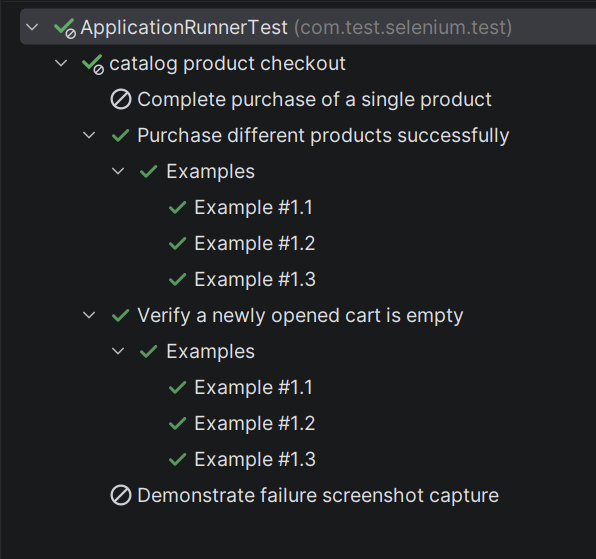 ApplicationRunnerTest (com.test.selenium.test)
catalog product checkout
Complete purchase of a single product
Purchase different products successfully
Examples
Example #1.1
Example #1.2
Example #1.3
Verify a newly opened cart is empty
Examples
Example #1.1
Example #1.2
Example #1.3
Demonstrate failure screenshot capture